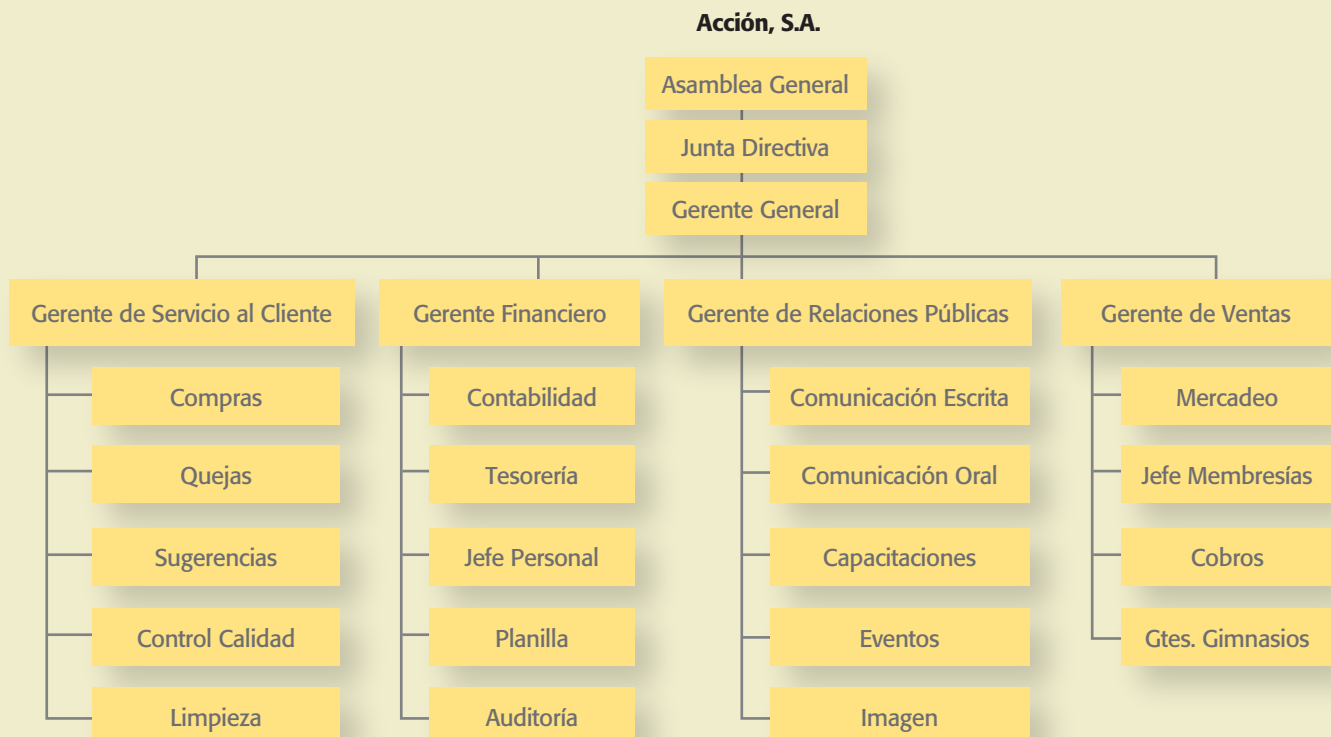 Acción, S.A.
Asamblea General
Junta Directiva
Gerente General
Gerente de Servicio al Cliente
Compras
Quejas
Sugerencias
Control Calidad
Limpieza
Gerente Financiero
Contabilidad
Tesorería
Jefe Personal
Planilla
Auditoría
Gerente de Relaciones Públicas
Comunicación Escrita
Comunicación Oral
Capacitaciones
Eventos
Imagen
Gerente de Ventas
Mercadeo
Jefe Membresías
Cobros
Gtes. Gimnasios